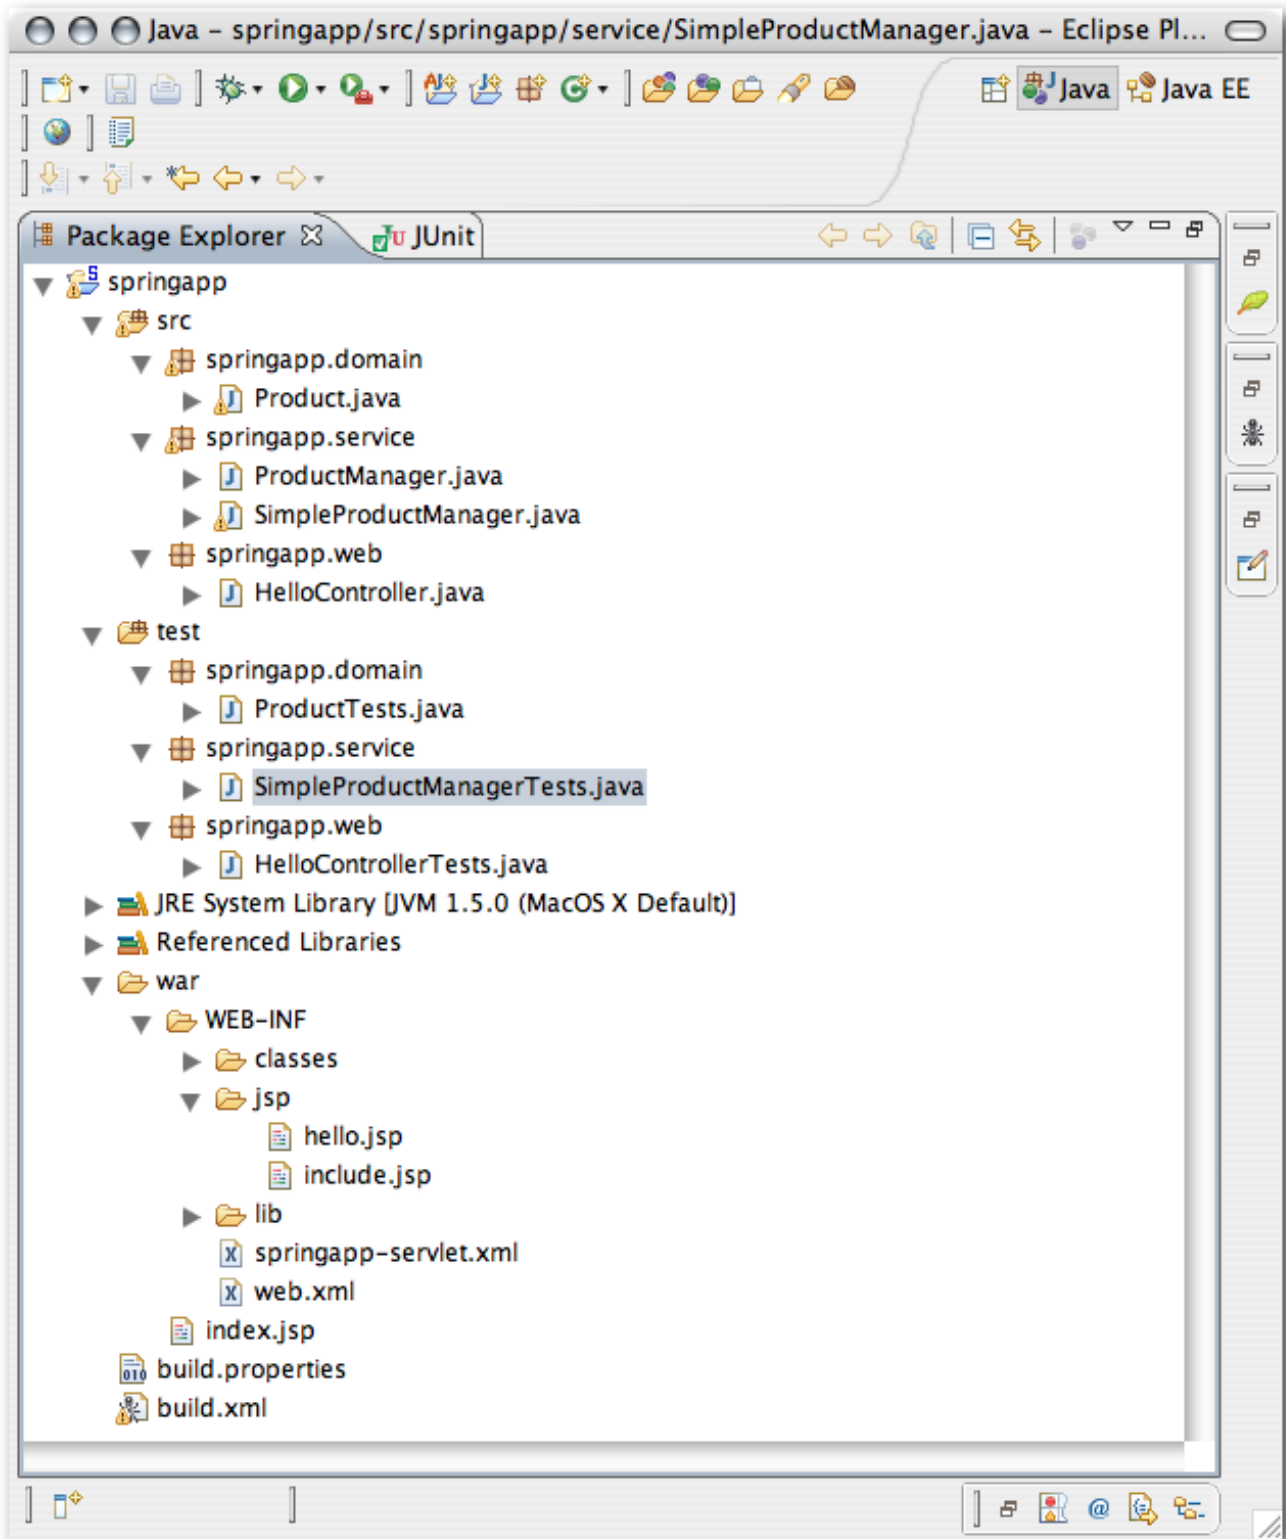 Java – springapp/src/springapp/service/SimpleProductManager.java – Eclipse Pl...
Java Java EE
Package Explorer JUnit
springapp
src
springapp.domain
Product.java
springapp.service
ProductManager.java
SimpleProductManager.java
springapp.web
HelloController.java
test
springapp.domain
ProductTests.java
springapp.service
SimpleProductManagerTests.java
springapp.web
HelloControllerTests.java
JRE System Library [JVM 1.5.0 (MacOS X Default)]
Referenced Libraries
war
WEB-INF
classes
jsp
hello.jsp
include.jsp
lib
springapp-servlet.xml
web.xml
index.jsp
build.properties
build.xml